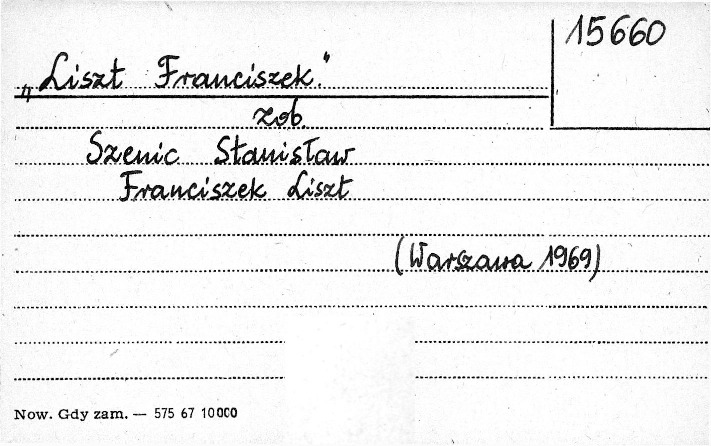 15660
„Liszt Franciszek."
zob.
Szenic Stanisław
Franciszek Liszt
(Warszawa 1969)
Now. Gdy zam. — 575 67 10000